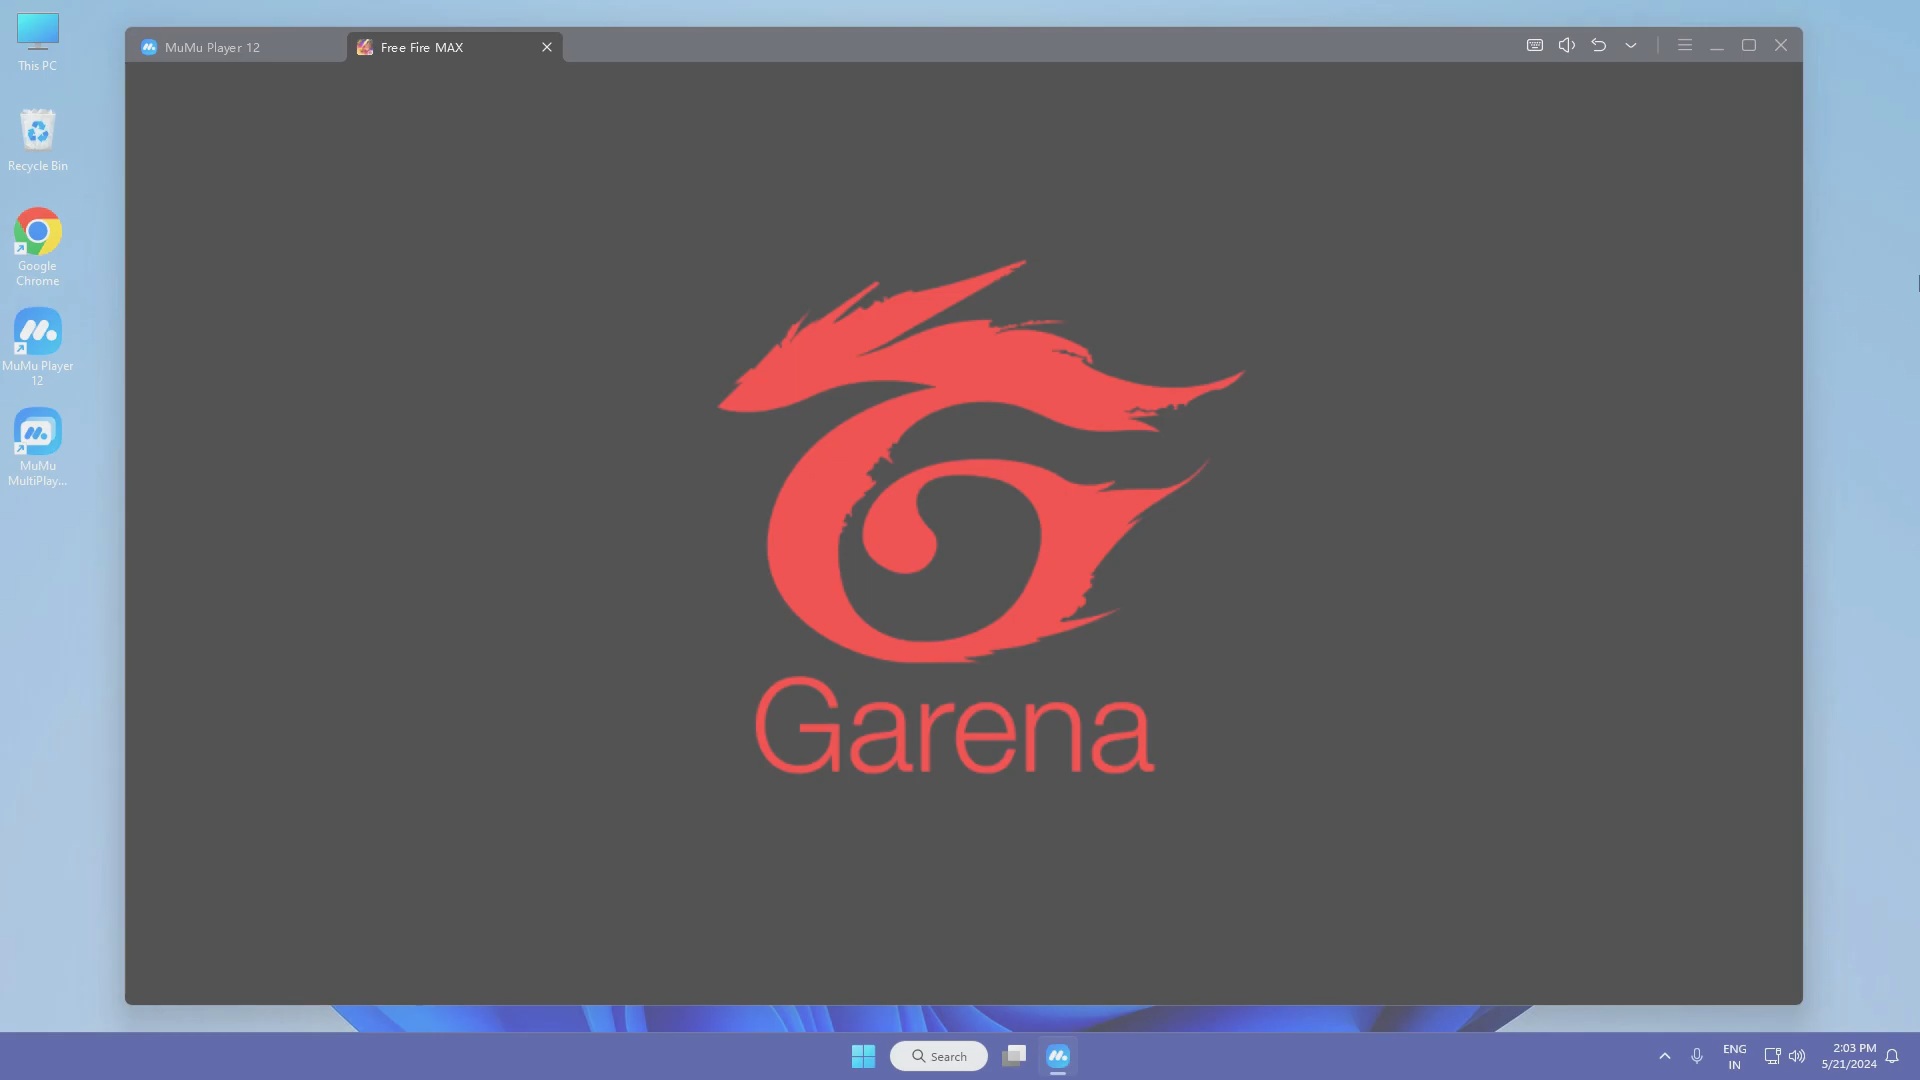 This PC
Recycle Bin
Google
Chrome
MuMu Player
12
MuMu
MultiPlay...
MuMu Player 12
Free Fire MAX
Garena
Search
ENG
IN
2:03 PM
5/21/2024